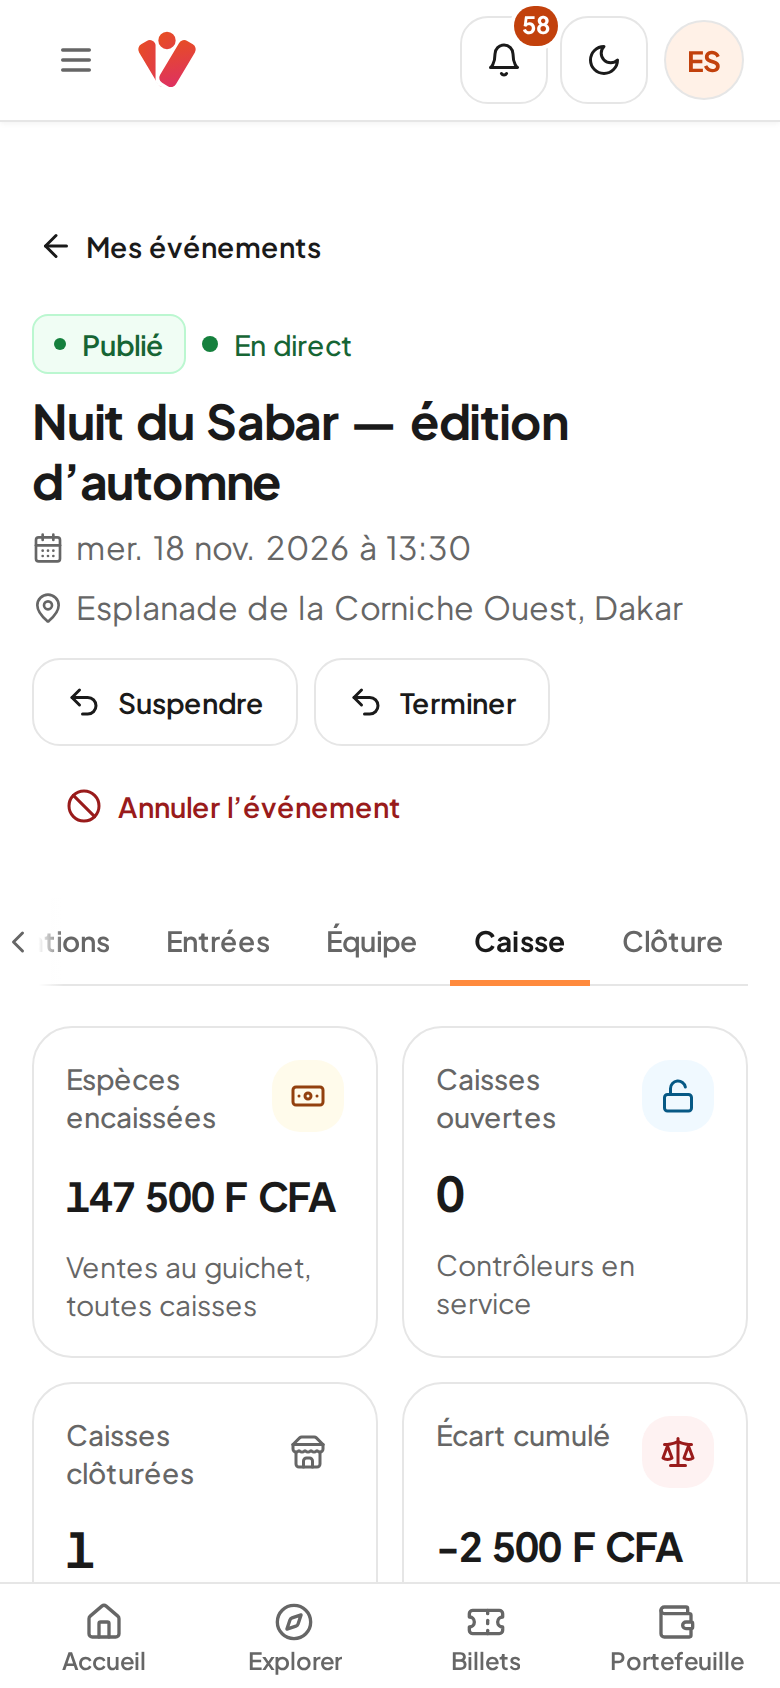 58
ES
Mes événements
Publié
En direct
Nuit du Sabar — édition
d’automne
mer. 18 nov. 2026 à 13:30
Esplanade de la Corniche Ouest, Dakar
Suspendre
Terminer
Annuler l’événement
tions
Entrées
Équipe
Caisse
Clôture
Espèces
encaissées
147 500 F CFA
Ventes au guichet,
toutes caisses
Caisses
ouvertes
0
Contrôleurs en
service
Caisses
clôturées
1
Écart cumulé
−2 500 F CFA
Accueil
Explorer
Billets
Portefeuille